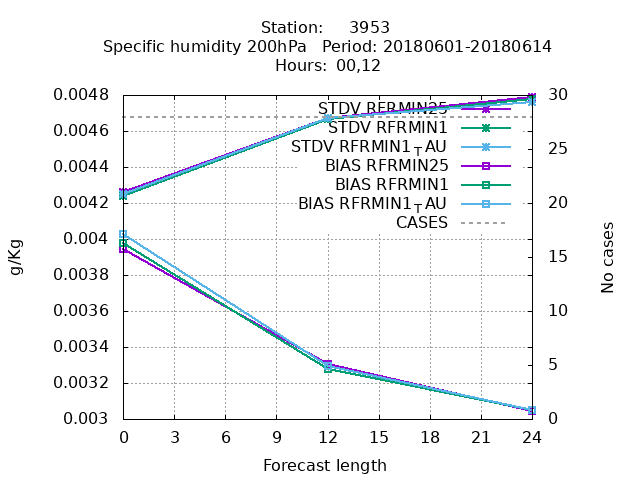 Station:     3953
Specific humidity 200hPa   Period: 20180601-20180614
Hours:  00,12
0.0048
0.0046
0.0044
0.0042
0.004
0.0038
0.0036
0.0034
0.0032
0.003
g/Kg
STDV RFRMIN25
STDV RFRMIN1
STDV RFRMIN1TAU
BIAS RFRMIN25
BIAS RFRMIN1
BIAS RFRMIN1TAU
CASES
30
25
20
15
10
5
0
No cases
0 3 6 9 12 15 18 21 24
Forecast length